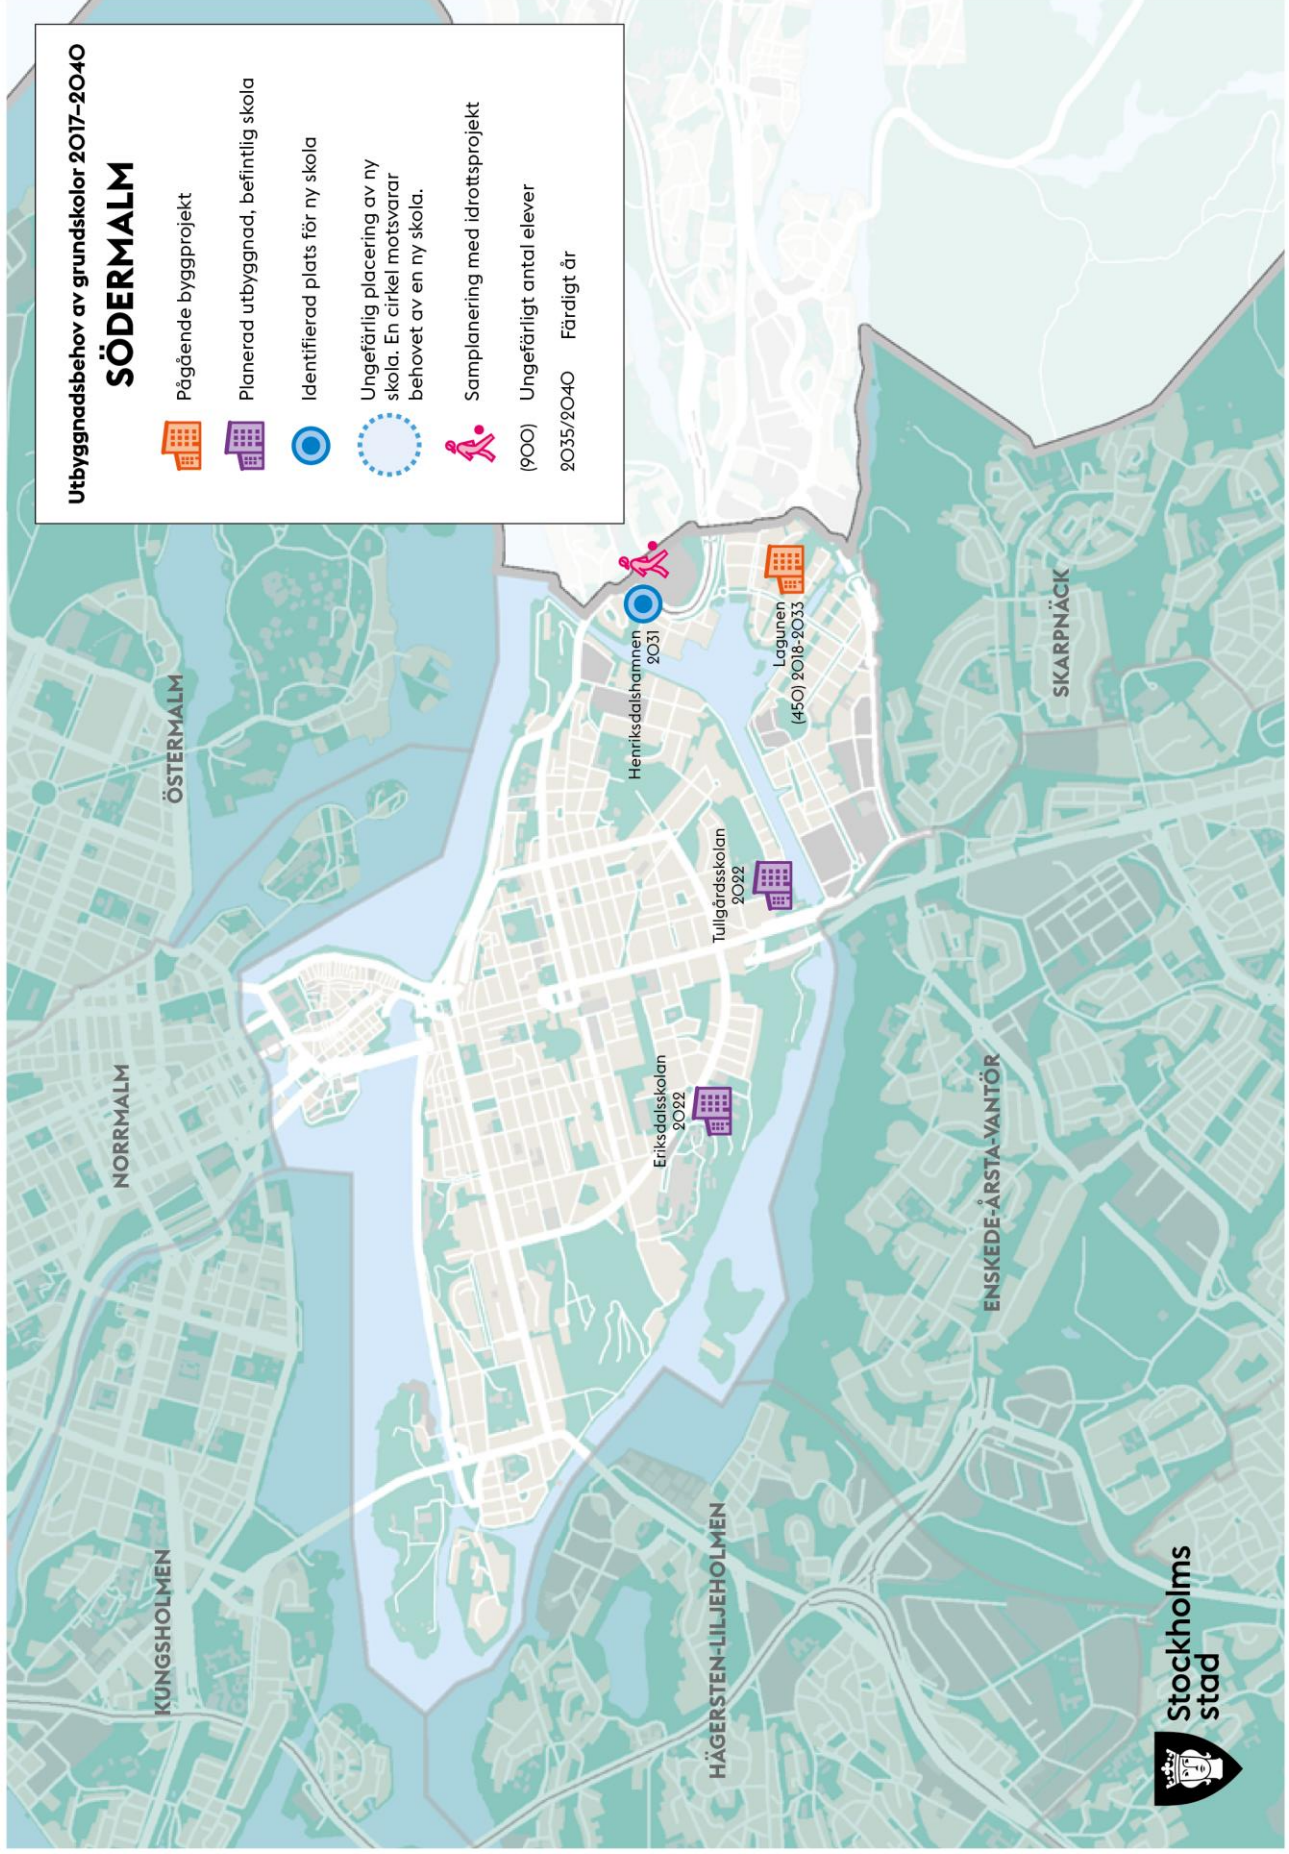 Utbyggnadsbehov av grundskolor 2017–2040
SÖDERMALM
Pågående byggprojekt
Planerad utbyggnad, befintlig skola
Identifierad plats för ny skola
Ungefärlig placering av ny
skola. En cirkel motsvarar
behovet av en ny skola.
Samplanering med idrottsprojekt
(900) Ungefärligt antal elever
2035/2040 Färdigt år
KUNGSHOLMEN
NORRMALM
ÖSTERMALM
Henriksdalshamnen
2031
Eriksdalsskolan
2022
Tullgårdsskolan
2022
Lagunen
(450) 2018-2033
HÄGERSTEN-LILJEHOLMEN
ENSKEDE-ÅRSTA-VANTÖR
SKARPNÄCK
Stockholms
stad